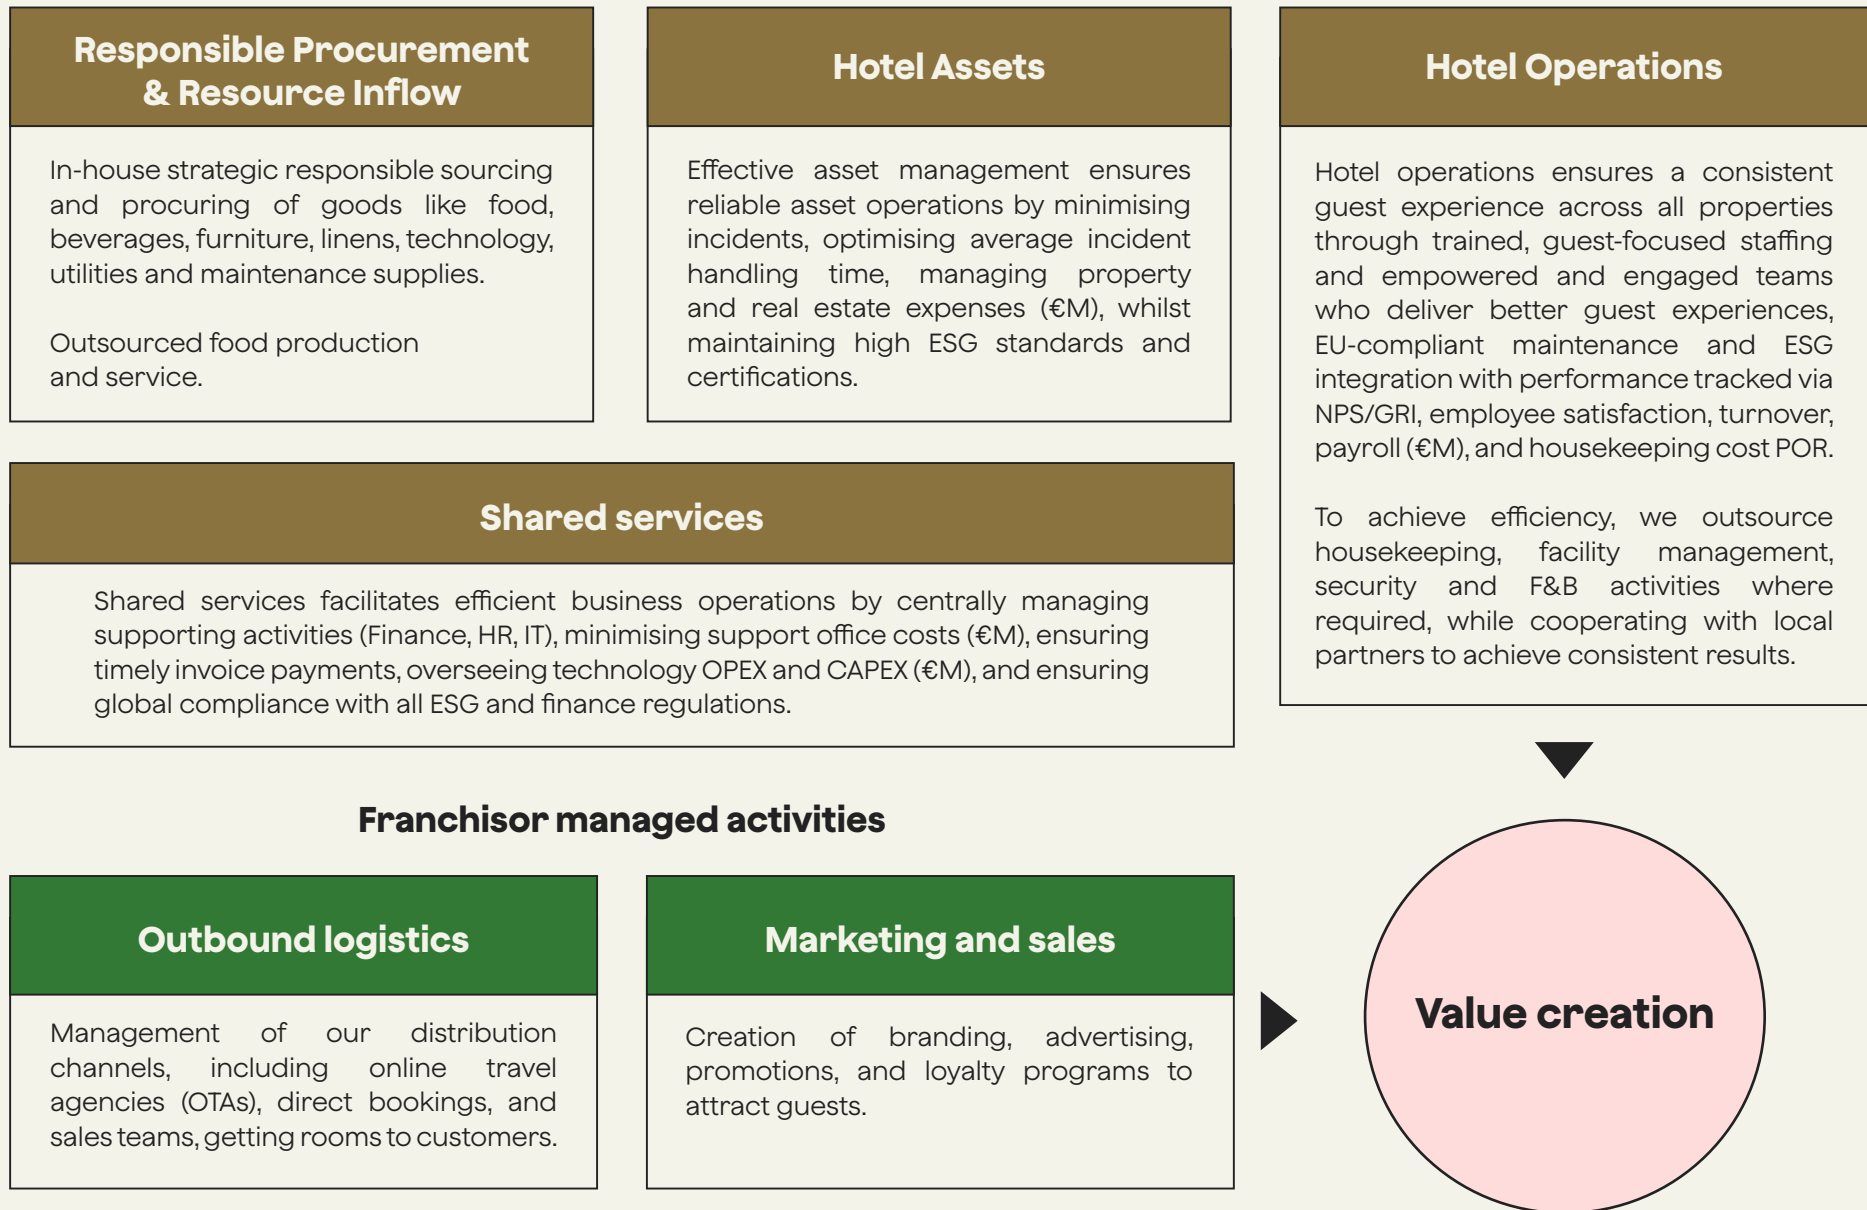 Responsible Procurement
& Resource Inflow
In-house strategic responsible sourcing
and procuring of goods like food,
beverages, furniture, linens, technology,
utilities and maintenance supplies.
Outsourced food production
and service.
Hotel Assets
Effective asset management ensures
reliable asset operations by minimising
incidents, optimising average incident
handling time, managing property
and real estate expenses (€M), whilst
maintaining high ESG standards and
certifications.
Hotel Operations
Hotel operations ensures a consistent
guest experience across all properties
through trained, guest-focused staffing
and empowered and engaged teams
who deliver better guest experiences,
EU-compliant maintenance and ESG
integration with performance tracked via
NPS/GRI, employee satisfaction, turnover,
payroll (€M), and housekeeping cost POR.
To achieve efficiency, we outsource
housekeeping, facility management,
security and F&B activities where
required, while cooperating with local
partners to achieve consistent results.
Shared services
Shared services facilitates efficient business operations by centrally managing
supporting activities (Finance, HR, IT), minimising support office costs (€M), ensuring
timely invoice payments, overseeing technology OPEX and CAPEX (€M), and ensuring
global compliance with all ESG and finance regulations.
Franchisor managed activities
Outbound logistics
Management of our distribution
channels, including online travel
agencies (OTAs), direct bookings, and
sales teams, getting rooms to customers.
Marketing and sales
Creation of branding, advertising,
promotions, and loyalty programs to
attract guests.
Value creation